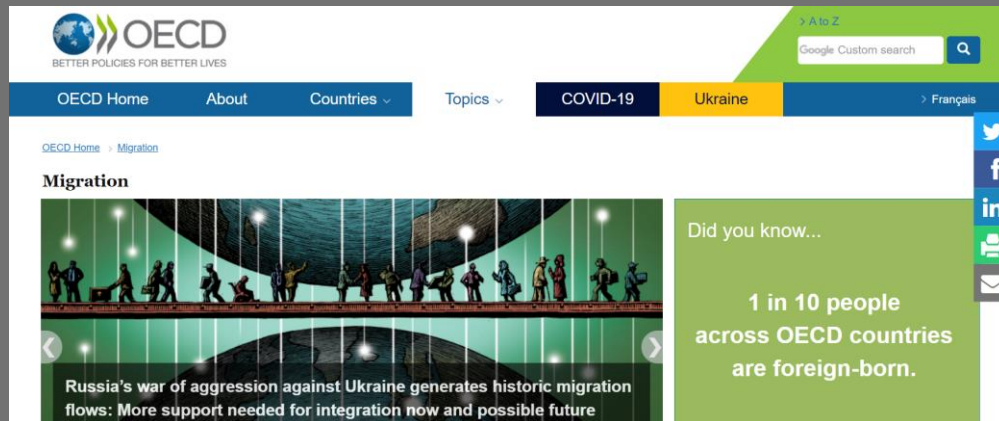 OECD
BETTER POLICIES FOR BETTER LIVES
> A to Z
Google Custom search
OECD Home
About
Countries
Topics
COVID-19
Ukraine
> Français
OECD Home > Migration
Migration
Russia's war of aggression against Ukraine generates historic migration
flows: More support needed for integration now and possible future
Did you know...
1 in 10 people
across OECD countries
are foreign-born.